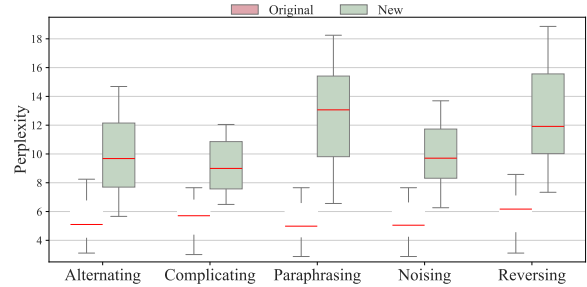 Original New
18
16
14
12
10
8
6
4
Perplexity
Alternating Complicating Paraphrasing Noising Reversing